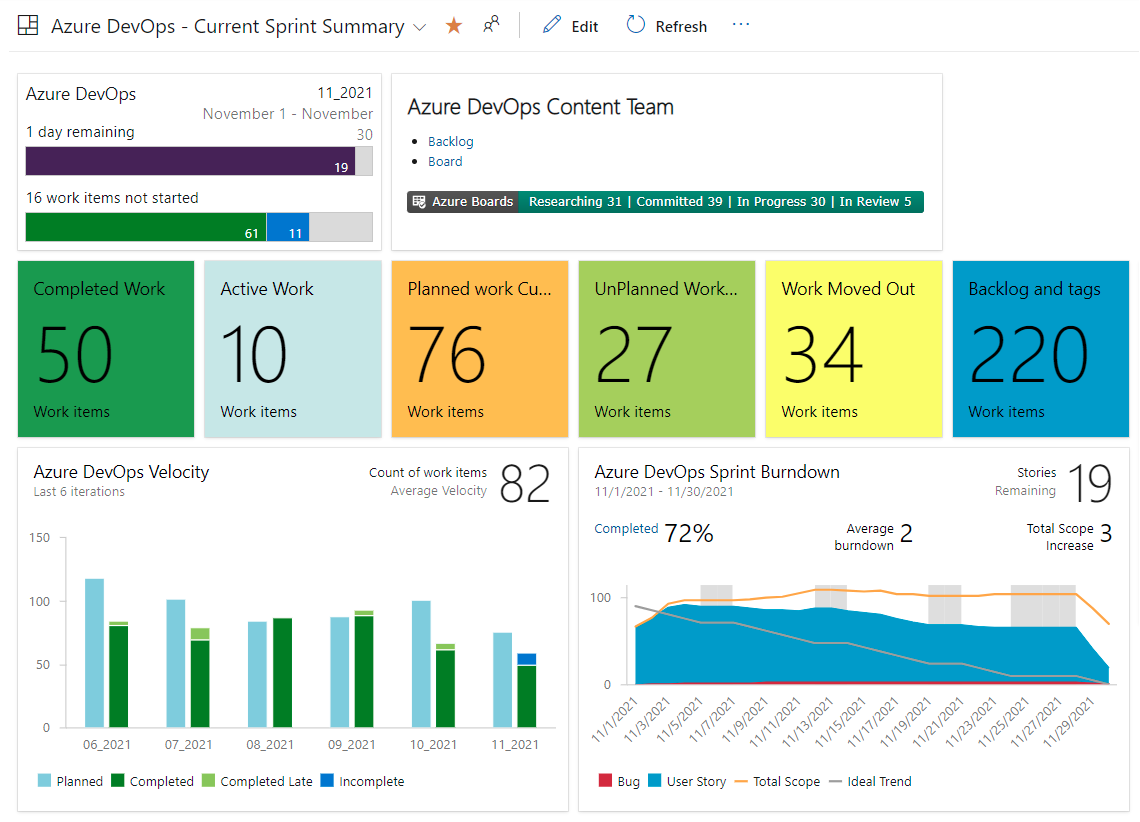 Azure DevOps - Current Sprint Summary
Edit
Refresh
Azure DevOps
11_2021
November 1 - November
30
1 day remaining
19
16 work items not started
61
11
Azure DevOps Content Team
Backlog
Board
Azure Boards
Researching 31 | Committed 39 | In Progress 30 | In Review 5
Completed Work
50
Work items
Active Work
10
Work items
Planned work Cu...
76
Work items
UnPlanned Work...
27
Work items
Work Moved Out
34
Work items
Backlog and tags
220
Work items
Azure DevOps Velocity
Last 6 iterations
Count of work items
Average Velocity
82
150
100
50
0
06_2021
07_2021
08_2021
09_2021
10_2021
11_2021
Planned
Completed
Completed Late
Incomplete
Azure DevOps Sprint Burndown
11/1/2021 - 11/30/2021
Stories
Remaining
19
Completed 72%
Average
burndown
2
Total Scope
Increase
3
100
0
11/1/2021
11/3/2021
11/5/2021
11/7/2021
11/9/2021
11/11/2021
11/13/2021
11/15/2021
11/17/2021
11/19/2021
11/21/2021
11/23/2021
11/25/2021
11/27/2021
11/29/2021
Bug
User Story
Total Scope
Ideal Trend